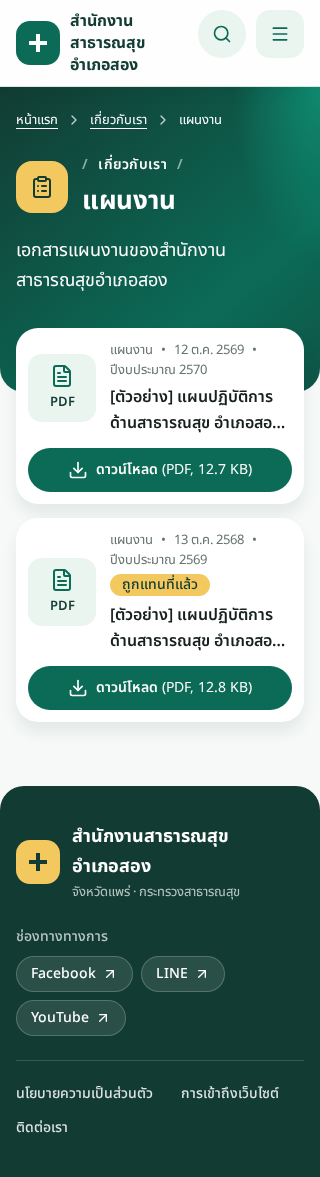 สำนักงาน
สาธารณสุข
อำเภอสอง
หน้าแรก > เกี่ยวกับเรา > แผนงาน
/ เกี่ยวกับเรา /
แผนงาน
เอกสารแผนงานของสำนักงาน
สาธารณสุขอำเภอสอง
แผนงาน • 12 ต.ค. 2569 •
ปีงบประมาณ 2570
PDF
[ตัวอย่าง] แผนปฏิบัติการ
ด้านสาธารณสุข อำเภอสอ...
ดาวน์โหลด (PDF, 12.7 KB)
แผนงาน • 13 ต.ค. 2568 •
ปีงบประมาณ 2569
ถูกแทนที่แล้ว
PDF
[ตัวอย่าง] แผนปฏิบัติการ
ด้านสาธารณสุข อำเภอสอ...
ดาวน์โหลด (PDF, 12.8 KB)
สำนักงานสาธารณสุข
อำเภอสอง
จังหวัดแพร่ · กระทรวงสาธารณสุข
ช่องทางทางการ
Facebook
LINE
YouTube
นโยบายความเป็นส่วนตัว
การเข้าถึงเว็บไซต์
ติดต่อเรา